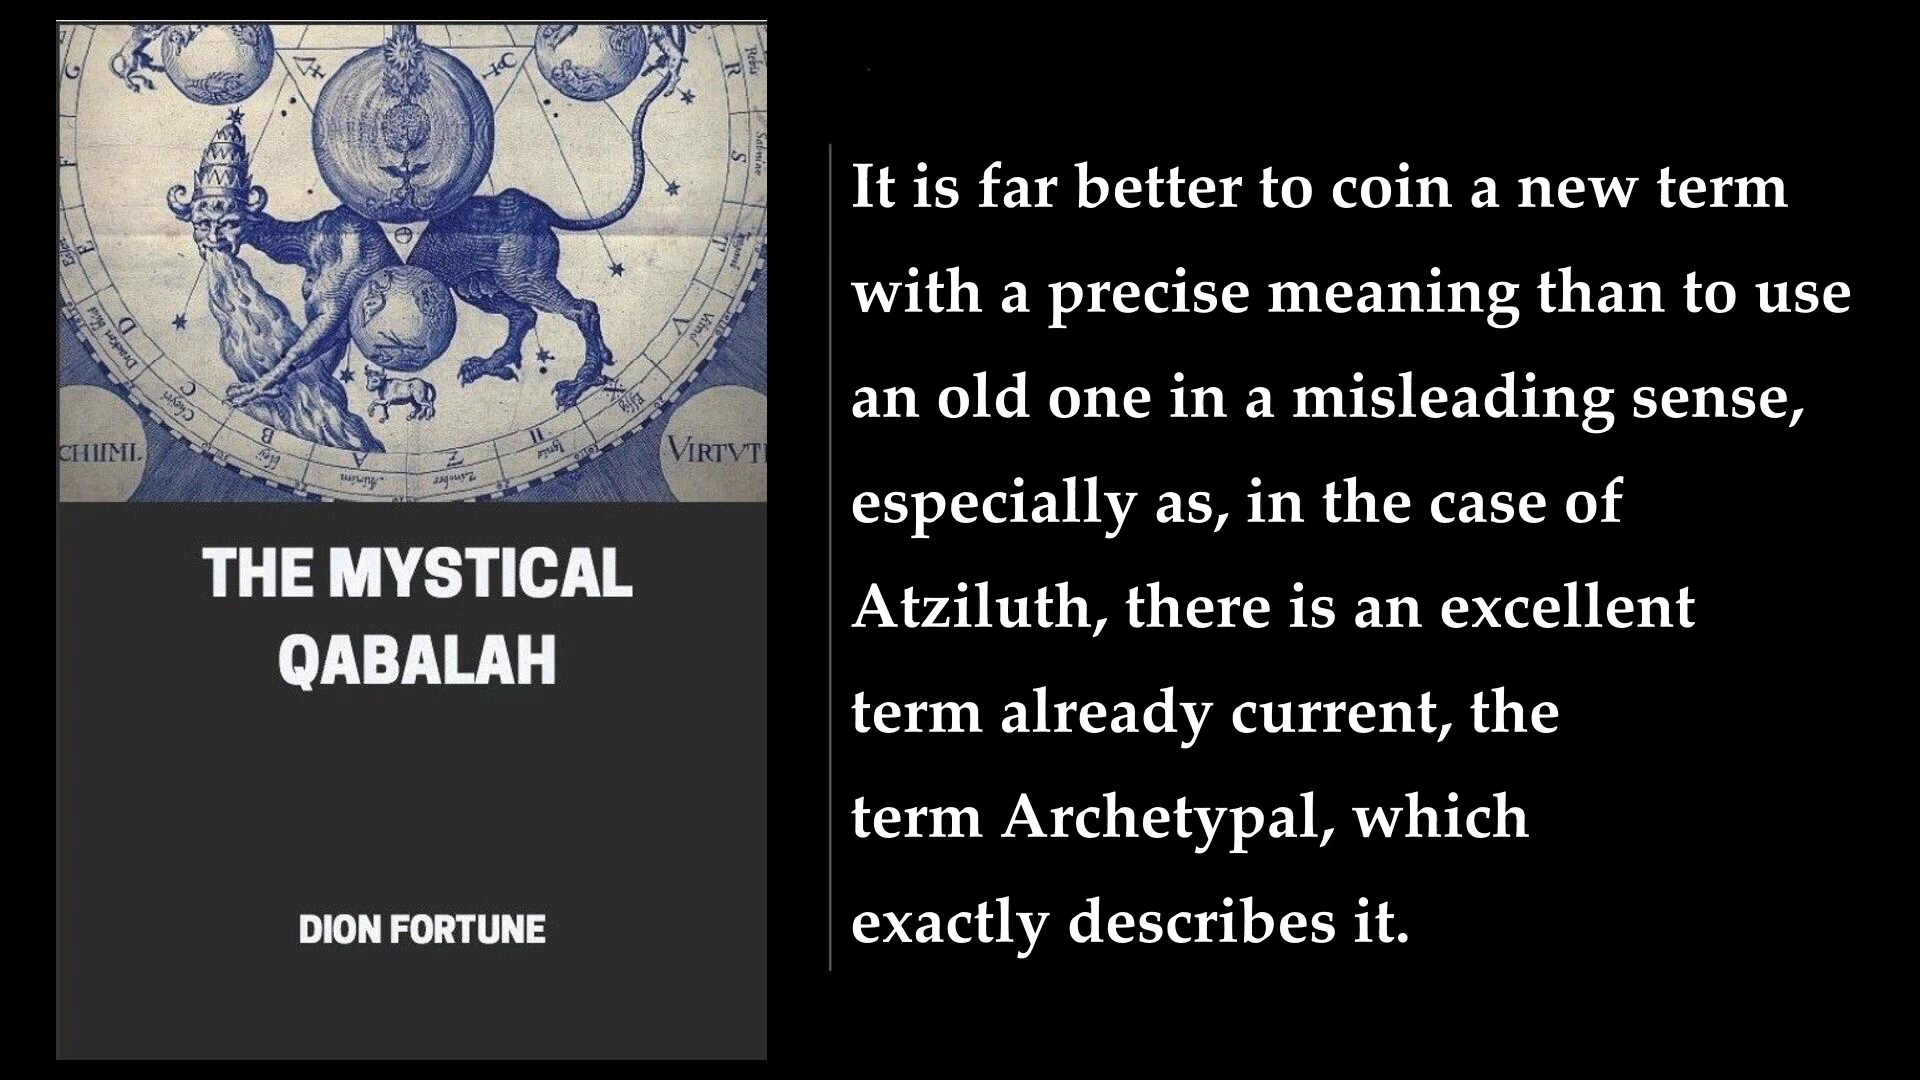 CHIIMI.
VIRTVTI
THE MYSTICAL
QABALAH
DION FORTUNE
It is far better to coin a new term
with a precise meaning than to use
an old one in a misleading sense,
especially as, in the case of
Atziluth, there is an excellent
term already current, the
term Archetypal, which
exactly describes it.